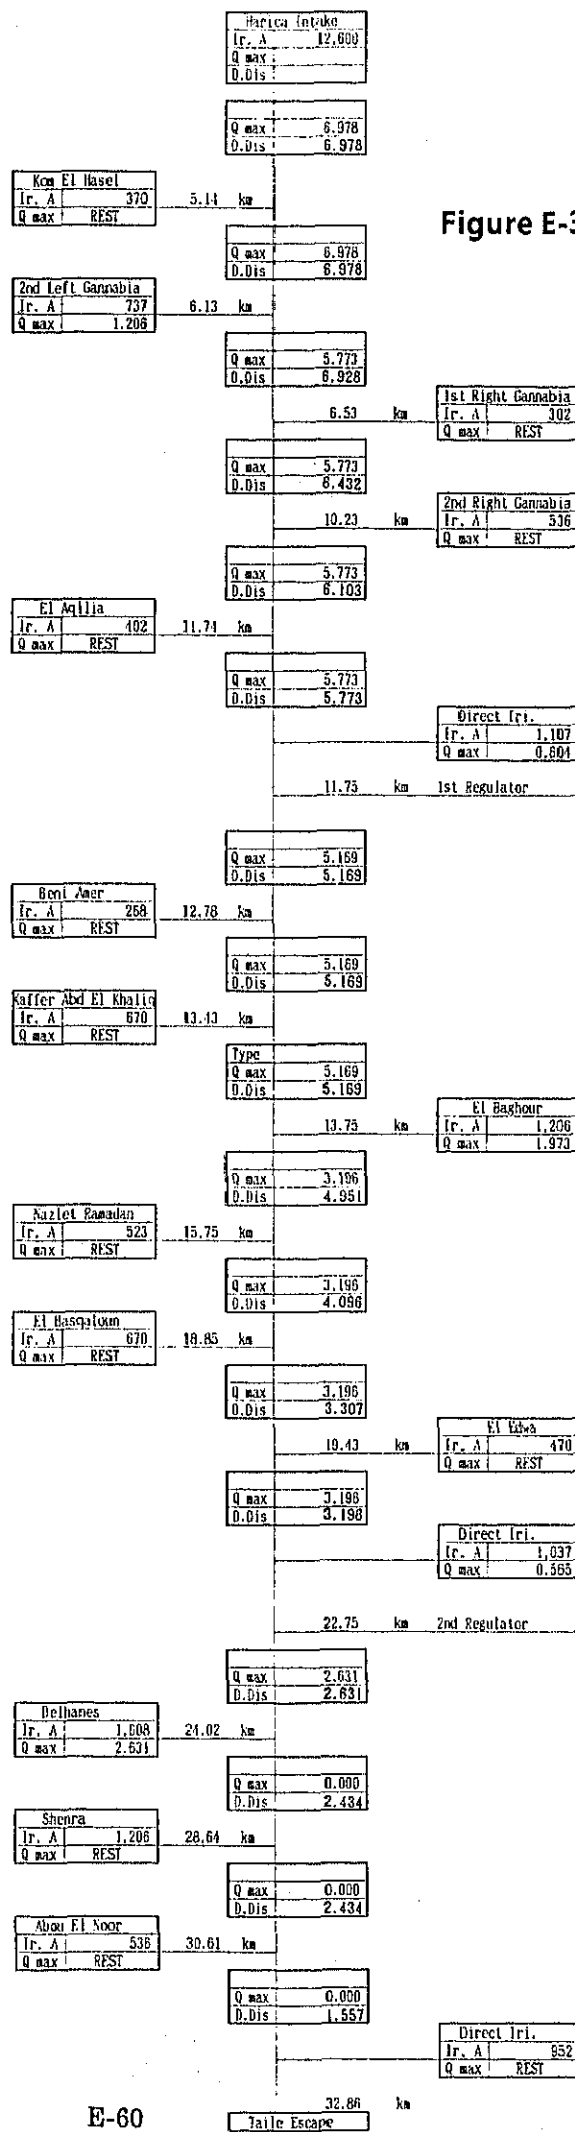 Harica Intake
Ir. A 12,600
Q max
D.Dis
Q max 6.978
D.Dis 6.978
Kom El Hasel
Ir. A 370 5.14 km
Q max REST
Figure E-3
Q max 6.978
D.Dis 6.978
2nd Left Gannabia
Ir. A 737 6.13 km
Q max 1.206
Q max 5.773
D.Dis 6.928
1st Right Gannabia
6.53 km Ir. A 302
Q max REST
Q max 5.773
D.Dis 6.432
2nd Right Gannabia
10.23 km Ir. A 536
Q max REST
Q max 5.773
D.Dis 6.103
El Aqilia
Ir. A 402 11.74 km
Q max REST
Q max 5.773
D.Dis 5.773
Direct Iri.
Ir. A 1,107
Q max 0.604
11.75 km 1st Regulator
Q max 5.169
D.Dis 5.169
Beni Amer
Ir. A 268 12.78 km
Q max REST
Q max 5.169
D.Dis 5.169
Kaffer Abd El Khaliq
Ir. A 670 13.43 km
Q max REST
Type
Q max 5.169
D.Dis 5.169
El Baghour
13.75 km Ir. A 1,206
Q max 1.973
Q max 3.196
D.Dis 4.951
Nazlet Ramadan
Ir. A 523 15.75 km
Q max REST
Q max 3.196
D.Dis 4.096
El Hasqaloun
Ir. A 670 18.85 km
Q max REST
Q max 3.196
D.Dis 3.307
El Edwa
19.43 km Ir. A 470
Q max REST
Q max 3.196
D.Dis 3.196
Direct Iri.
Ir. A 1,037
Q max 0.565
22.75 km 2nd Regulator
Q max 2.631
D.Dis 2.631
Delhanes
Ir. A 1,608 24.02 km
Q max 2.631
Q max 0.000
D.Dis 2.434
Shenra
Ir. A 1,206 28.64 km
Q max REST
Q max 0.000
D.Dis 2.434
Abou El Noor
Ir. A 536 30.61 km
Q max REST
Q max 0.000
D.Dis 1.557
Direct Iri.
Ir. A 952
Q max REST
32.86 km
E-60
Taile Escape